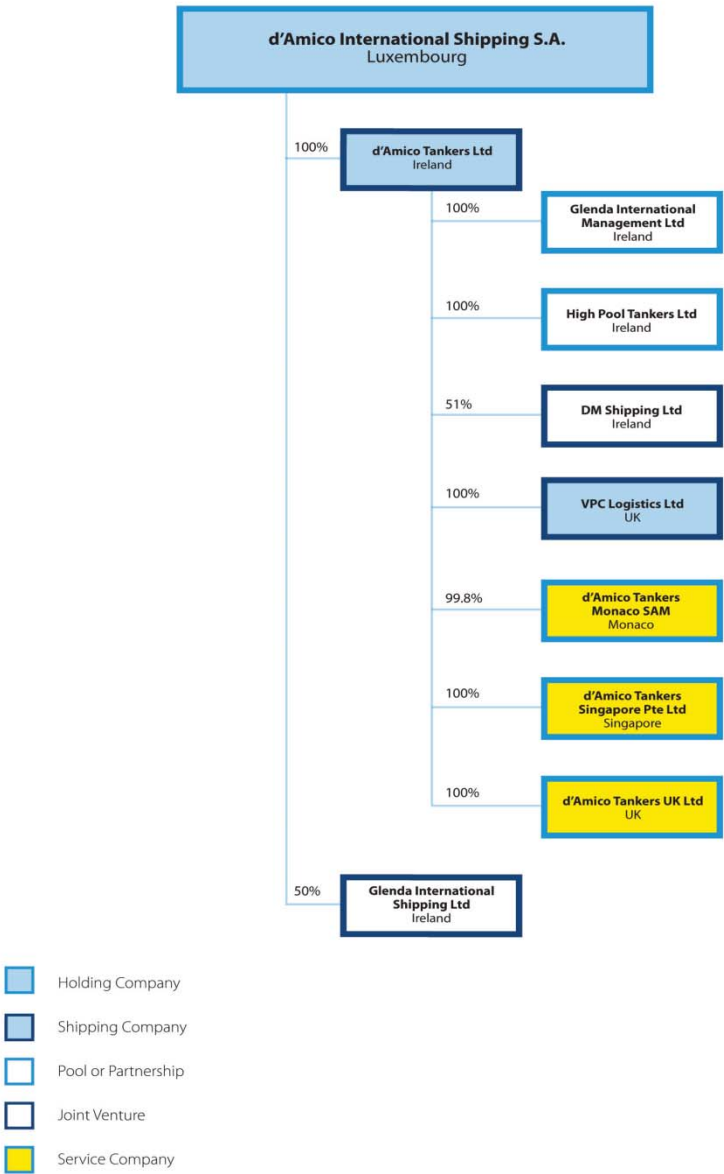 d'Amico International Shipping S.A.
Luxembourg
100%
d'Amico Tankers Ltd
Ireland
100%
Glenda International
Management Ltd
Ireland
100%
High Pool Tankers Ltd
Ireland
51%
DM Shipping Ltd
Ireland
100%
VPC Logistics Ltd
UK
99.8%
d'Amico Tankers
Monaco SAM
Monaco
100%
d'Amico Tankers
Singapore Pte Ltd
Singapore
100%
d'Amico Tankers UK Ltd
UK
50%
Glenda International
Shipping Ltd
Ireland
Holding Company
Shipping Company
Pool or Partnership
Joint Venture
Service Company